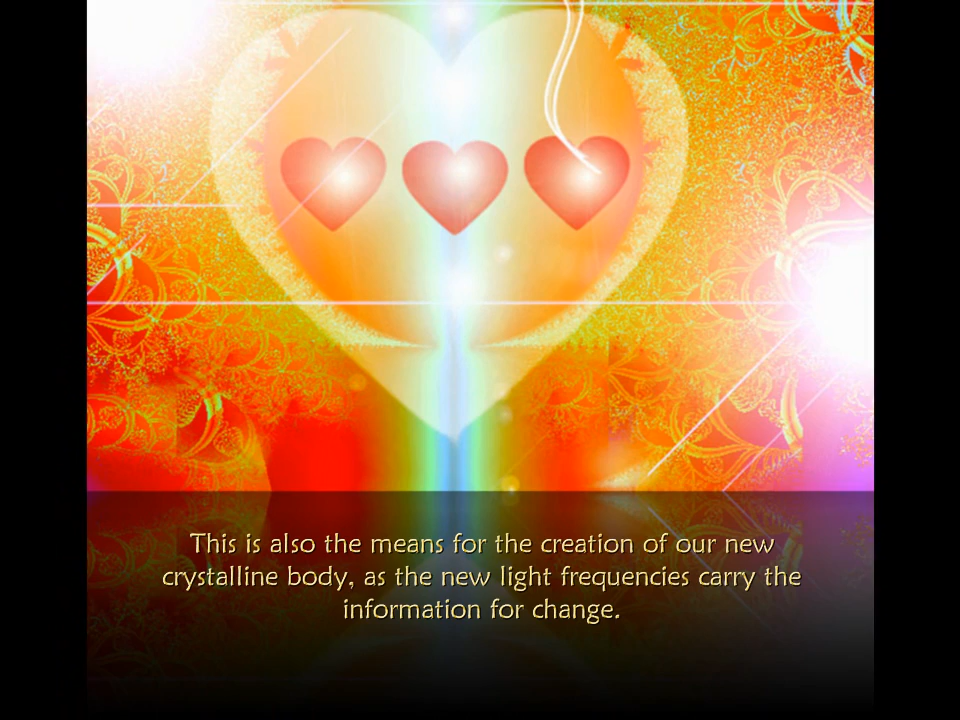 This is also the means for the creation of our new
crystalline body, as the new light frequencies carry the
information for change.